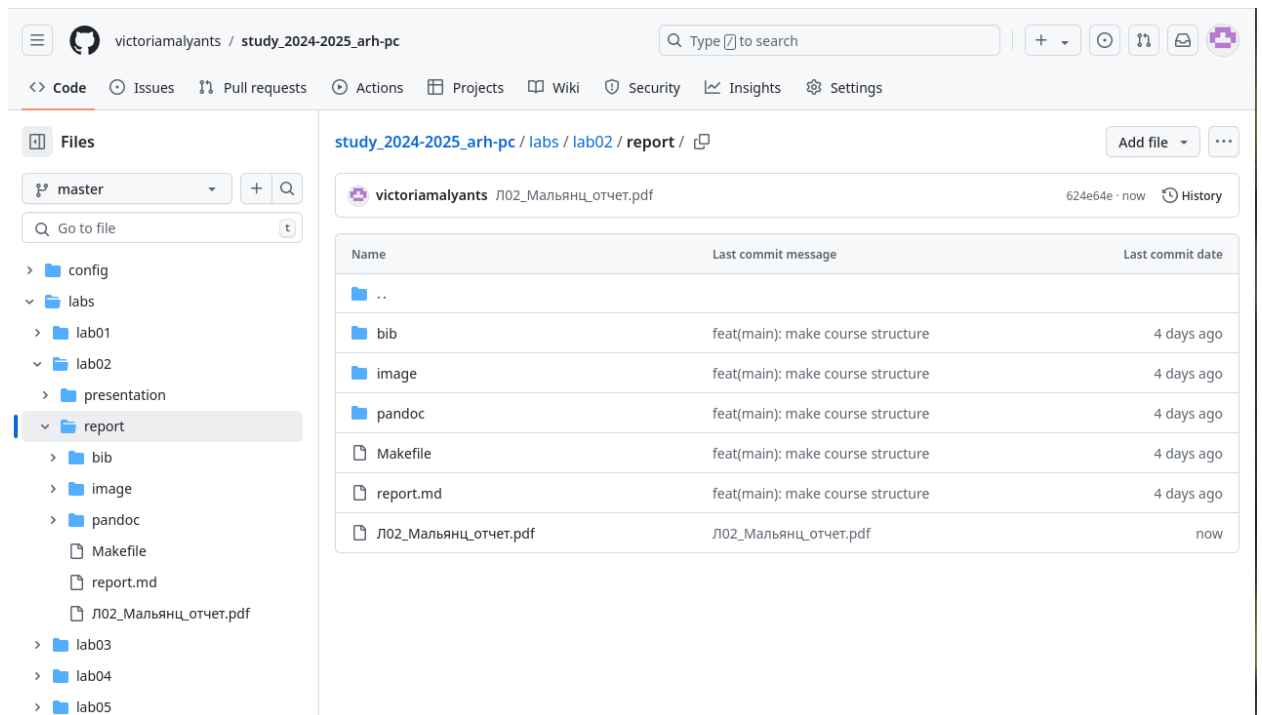 victoriamalyants / study_2024-2025_arh-pc
Type / to search
Code Issues Pull requests Actions Projects Wiki Security Insights Settings
Files
master
Go to file t
config
labs
lab01
lab02
presentation
report
bib
image
pandoc
Makefile
report.md
Л02_Мальянц_отчет.pdf
lab03
lab04
lab05
study_2024-2025_arh-pc / labs / lab02 / report /
Add file
victoriamalyants Л02_Мальянц_отчет.pdf 624e64e · now History
Name Last commit message Last commit date
..
bib feat(main): make course structure 4 days ago
image feat(main): make course structure 4 days ago
pandoc feat(main): make course structure 4 days ago
Makefile feat(main): make course structure 4 days ago
report.md feat(main): make course structure 4 days ago
Л02_Мальянц_отчет.pdf Л02_Мальянц_отчет.pdf now